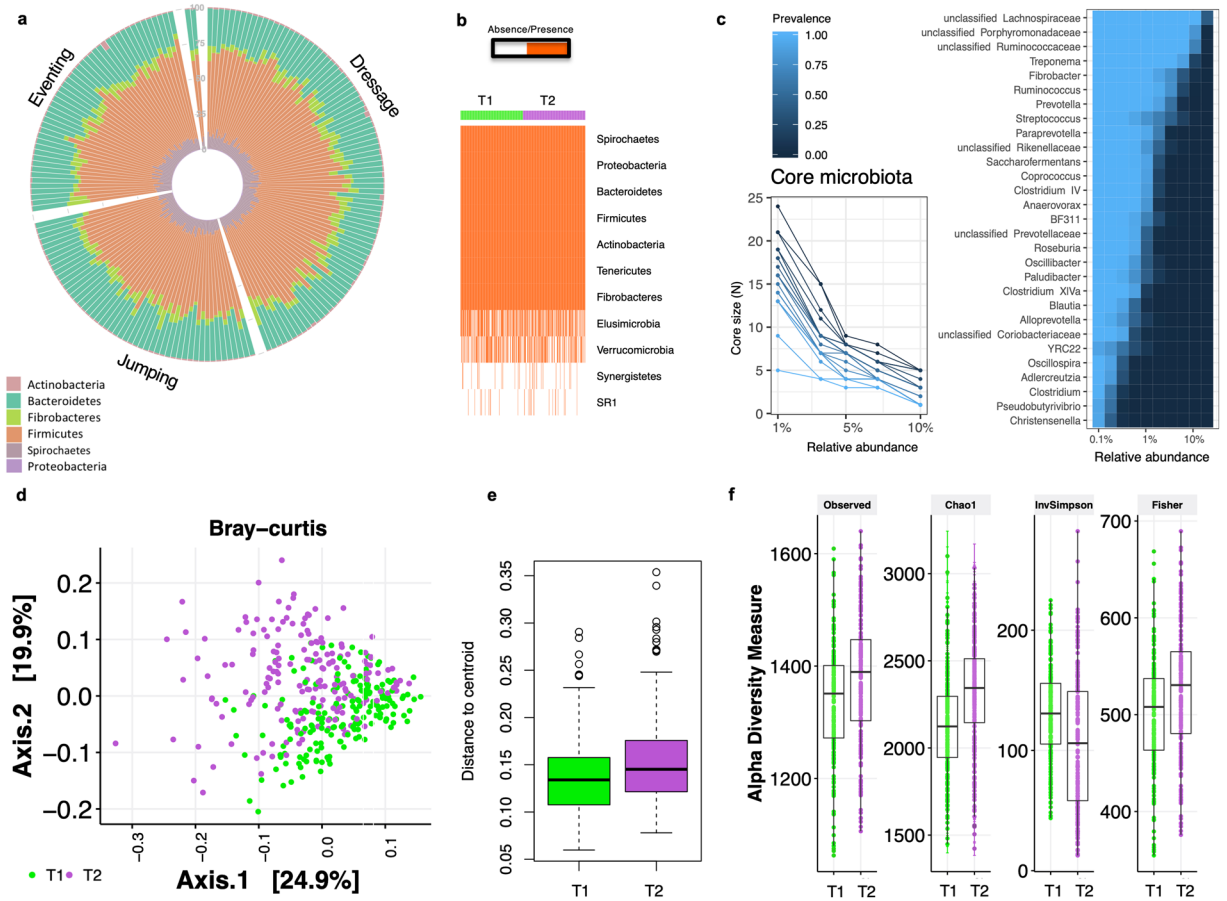 a
Eventing
Dressage
Jumping
100
75
0
Actinobacteria
Bacteroidetes
Fibrobacteres
Firmicutes
Spirochaetes
Proteobacteria
b
Absence/Presence
T1 T2
Spirochaetes
Proteobacteria
Bacteroidetes
Firmicutes
Actinobacteria
Tenericutes
Fibrobacteres
Elusimicrobia
Verrucomicrobia
Synergistetes
SR1
c
Prevalence
1.00
0.75
0.50
0.25
0.00
Core microbiota
Core size (N)
25
20
15
10
5
0
1% 5% 10%
Relative abundance
unclassified Lachnospiraceae
unclassified Porphyromonadaceae
unclassified Ruminococcaceae
Treponema
Fibrobacter
Ruminococcus
Prevotella
Streptococcus
Paraprevotella
unclassified Rikenellaceae
Saccharofermentans
Coprococcus
Clostridium IV
Anaerovorax
BF311
unclassified Prevotellaceae
Roseburia
Oscillibacter
Paludibacter
Clostridium XIVa
Blautia
Alloprevotella
unclassified Coriobacteriaceae
YRC22
Oscillospira
Adlercreutzia
Clostridium
Pseudobutyrivibrio
Christensenella
0.1% 1% 10%
Relative abundance
d
Bray-curtis
Axis.2 [19.9%]
0.2
0.1
0.0
−0.1
−0.2
−0.3 −0.2 −0.1 0.0 0.1
T1 T2
Axis.1 [24.9%]
e
Distance to centroid
0.35
0.30
0.25
0.20
0.15
0.10
0.05
T1 T2
f
Alpha Diversity Measure
Observed
1600
1400
1200
T1 T2
Chao1
3000
2500
2000
1500
T1 T2
InvSimpson
200
100
0
T1 T2
Fisher
700
600
500
400
T1 T2